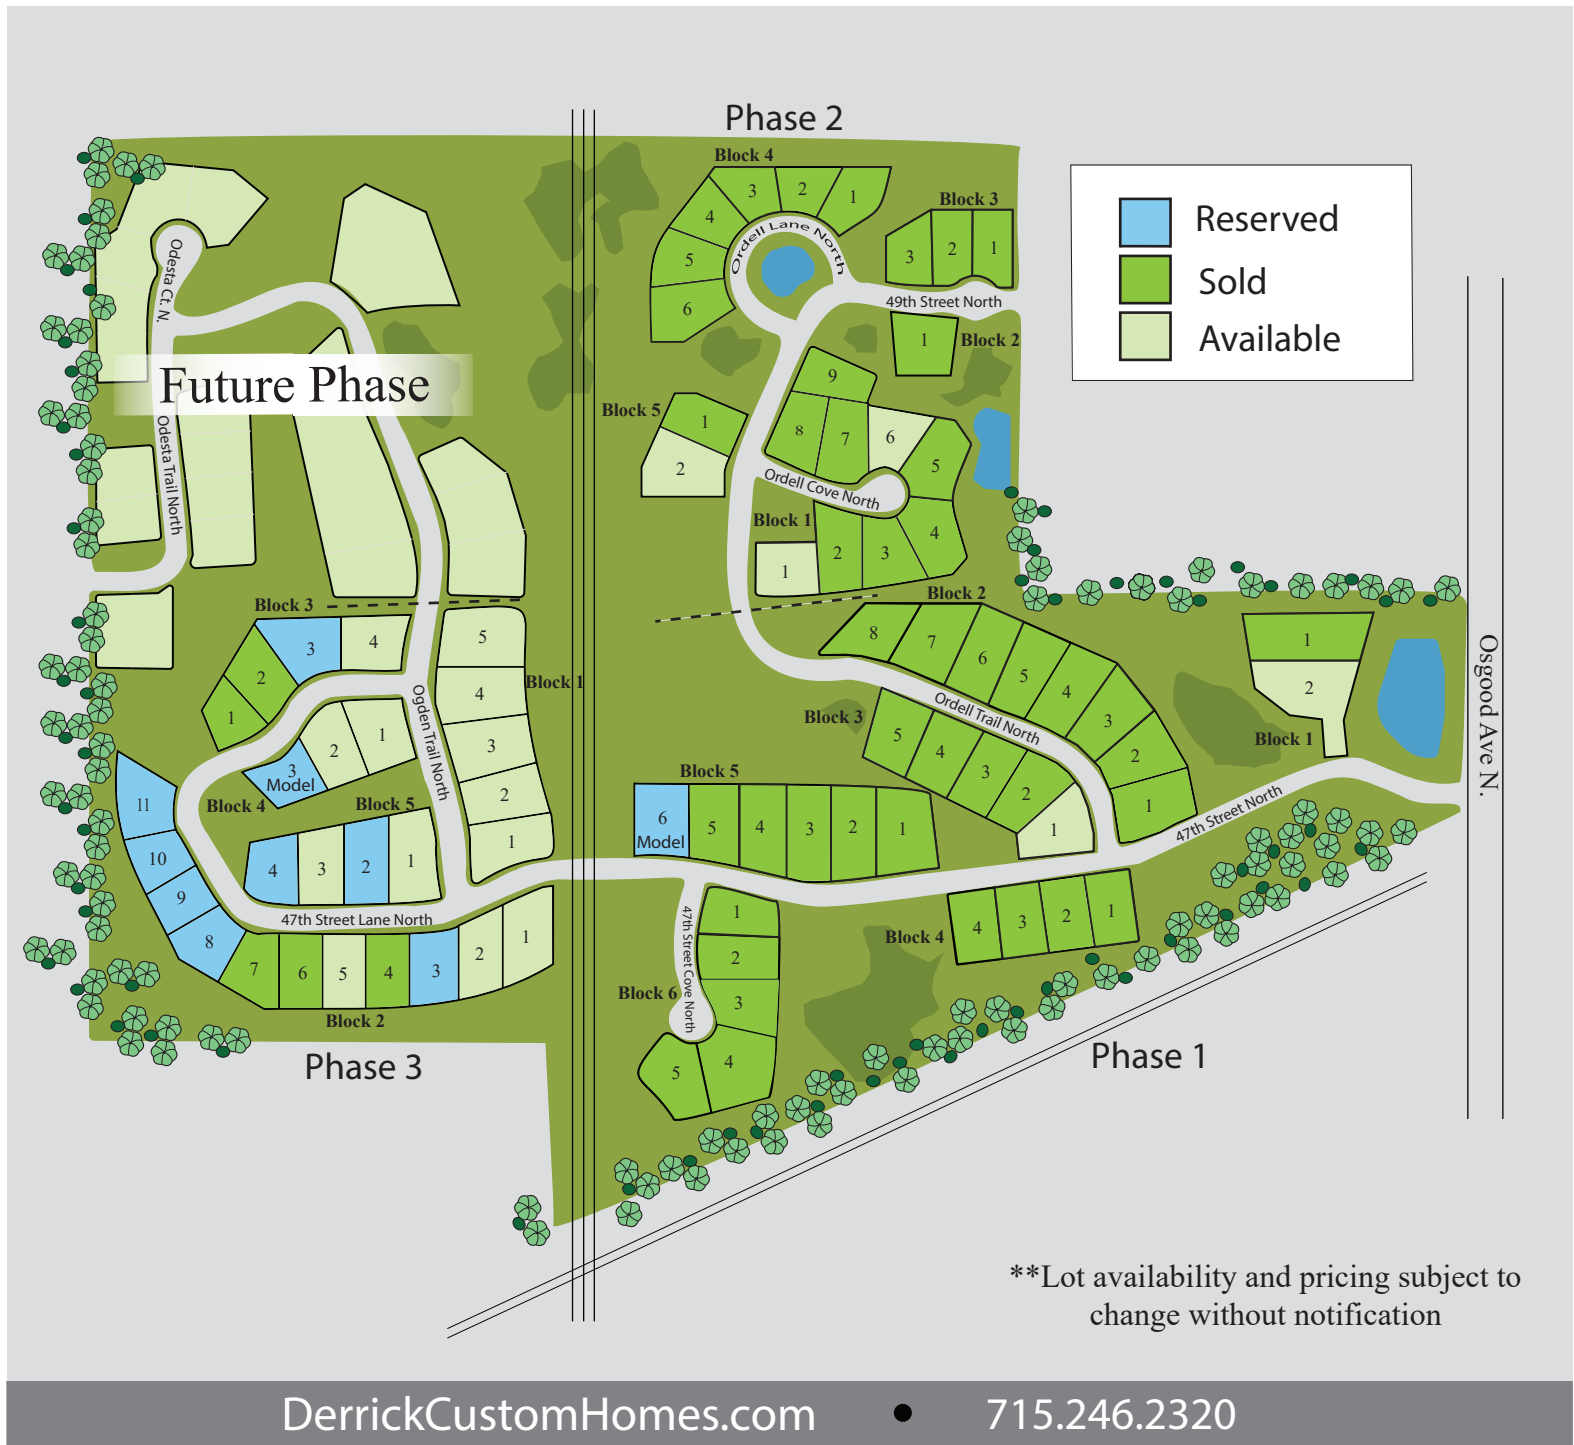 Phase 2
Block 4
3
2
1
4
5
6
Ordell Lane North
Block 3
3
2
1
49th Street North
1
Block 2
Reserved
Sold
Available
Odesta Ct. N.
Future Phase
Odesta Trail North
Block 5
1
2
9
8
7
6
5
4
3
2
1
Ordell Cove North
Block 1
Block 3
1
2
3
4
Block 1
5
4
3
2
1
Ogden Trail North
Block 4
3
Model
2
1
Block 5
4
3
2
1
47th Street Lane North
11
10
9
8
7
6
5
4
3
2
1
Block 2
Phase 3
Block 2
8
7
6
5
4
3
2
1
Ordell Trail North
Block 3
5
4
3
2
1
1
2
Block 1
Osgood Ave N.
47th Street North
Block 5
6
Model
5
4
3
2
1
Block 4
4
3
2
1
47th Street Cove North
Block 6
1
2
3
4
5
Phase 1
**Lot availability and pricing subject to
change without notification
DerrickCustomHomes.com • 715.246.2320